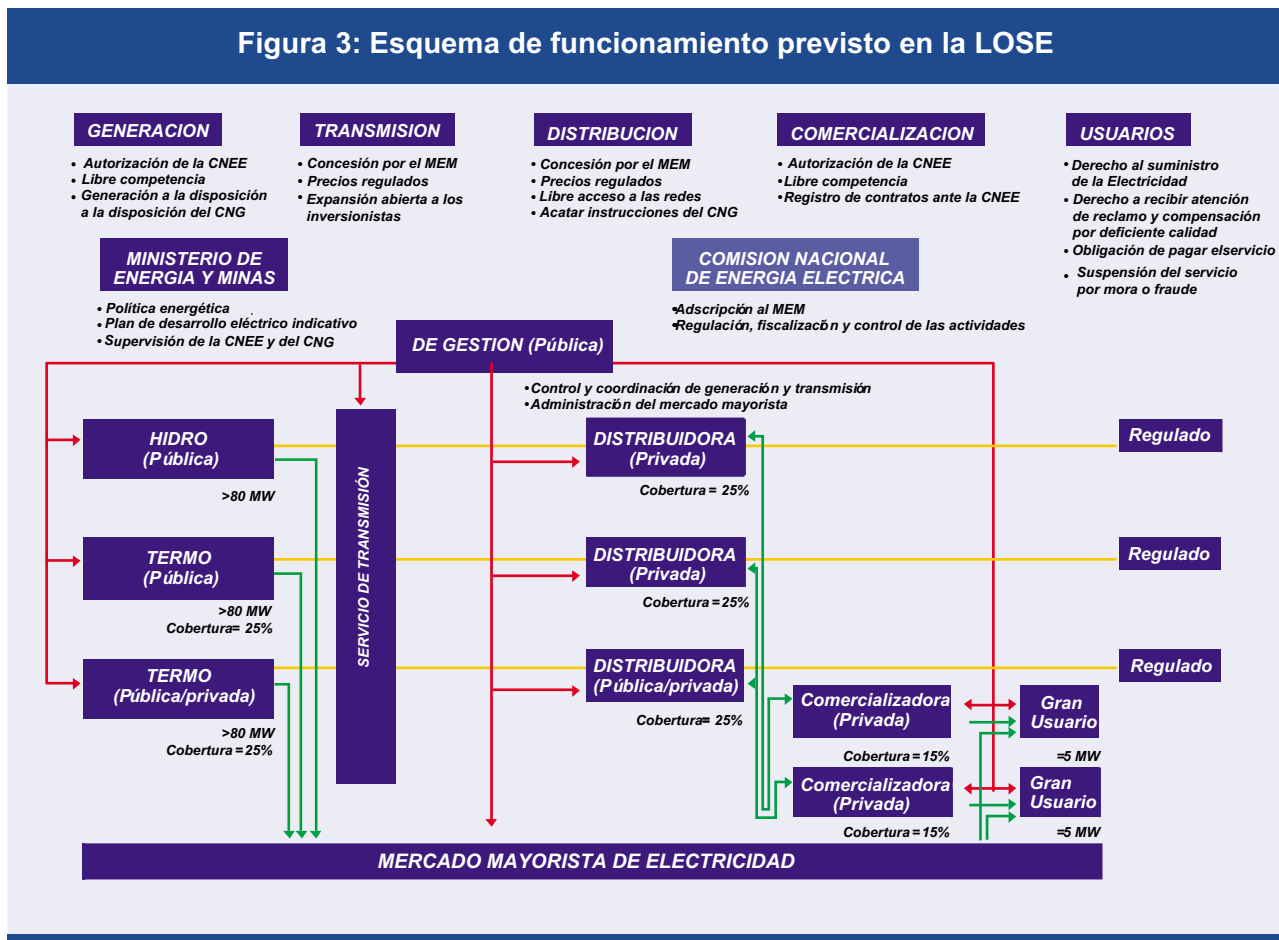 Figura 3: Esquema de funcionamiento previsto en la LOSE
GENERACION
• Autorización de la CNEE
• Libre competencia
• Generación a la disposición
a la disposición del CNG
TRANSMISION
• Concesión por el MEM
• Precios regulados
• Expansión abierta a los
inversionistas
DISTRIBUCION
• Concesión por el MEM
• Precios regulados
• Libre acceso a las redes
• Acatar instrucciones del CNG
COMERCIALIZACION
• Autorización de la CNEE
• Libre competencia
• Registro de contratos ante la CNEE
USUARIOS
• Derecho al suministro
de la Electricidad
• Derecho a recibir atención
de reclamo y compensación
por deficiente calidad
• Obligación de pagar elservicio
• Suspensión del servicio
por mora o fraude
MINISTERIO DE
ENERGIA Y MINAS
• Política energética
• Plan de desarrollo eléctrico indicativo
• Supervisión de la CNEE y del CNG
COMISION NACIONAL
DE ENERGIA ELECTRICA
• Adscripción al MEM
• Regulación, fiscalización y control de las actividades
DE GESTION (Pública)
• Control y coordinación de generación y transmisión
• Administración del mercado mayorista
HIDRO
(Pública)
>80 MW
TERMO
(Pública)
>80 MW
Cobertura= 25%
TERMO
(Pública/privada)
>80 MW
Cobertura = 25%
SERVICIO DE TRANSMISIÓN
DISTRIBUIDORA
(Privada)
Cobertura = 25%
DISTRIBUIDORA
(Privada)
Cobertura = 25%
DISTRIBUIDORA
(Pública/privada)
Cobertura= 25%
Regulado
Regulado
Regulado
Comercializadora
(Privada)
Cobertura = 15%
Comercializadora
(Privada)
Cobertura = 15%
Gran
Usuario
=5 MW
Gran
Usuario
=5 MW
MERCADO MAYORISTA DE ELECTRICIDAD